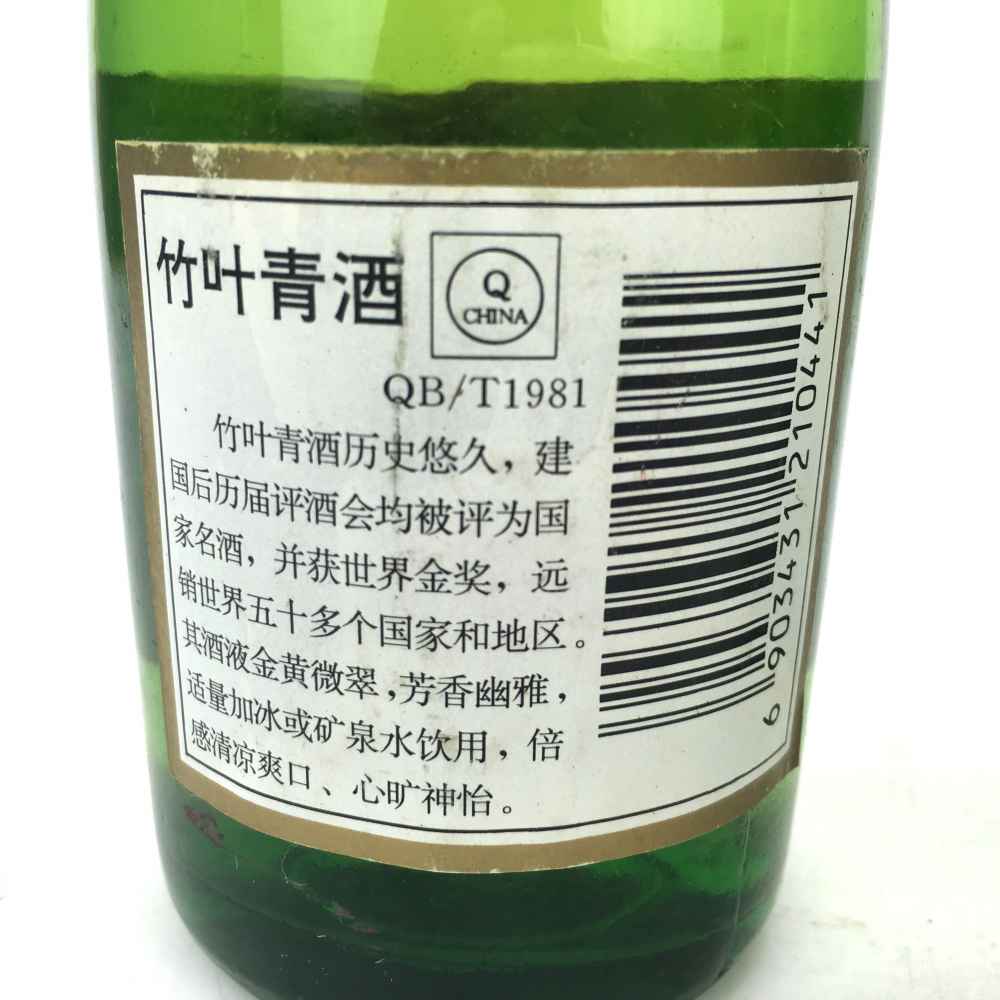 竹叶青酒
Q
CHINA
QB/T1981
竹叶青酒历史悠久，建
国后历届评酒会均被评为国
家名酒，并获世界金奖，远
销世界五十多个国家和地区。
其酒液金黄微翠，芳香幽雅，
适量加冰或矿泉水饮用，倍
感清凉爽口、心旷神怡。
6 903431 210441